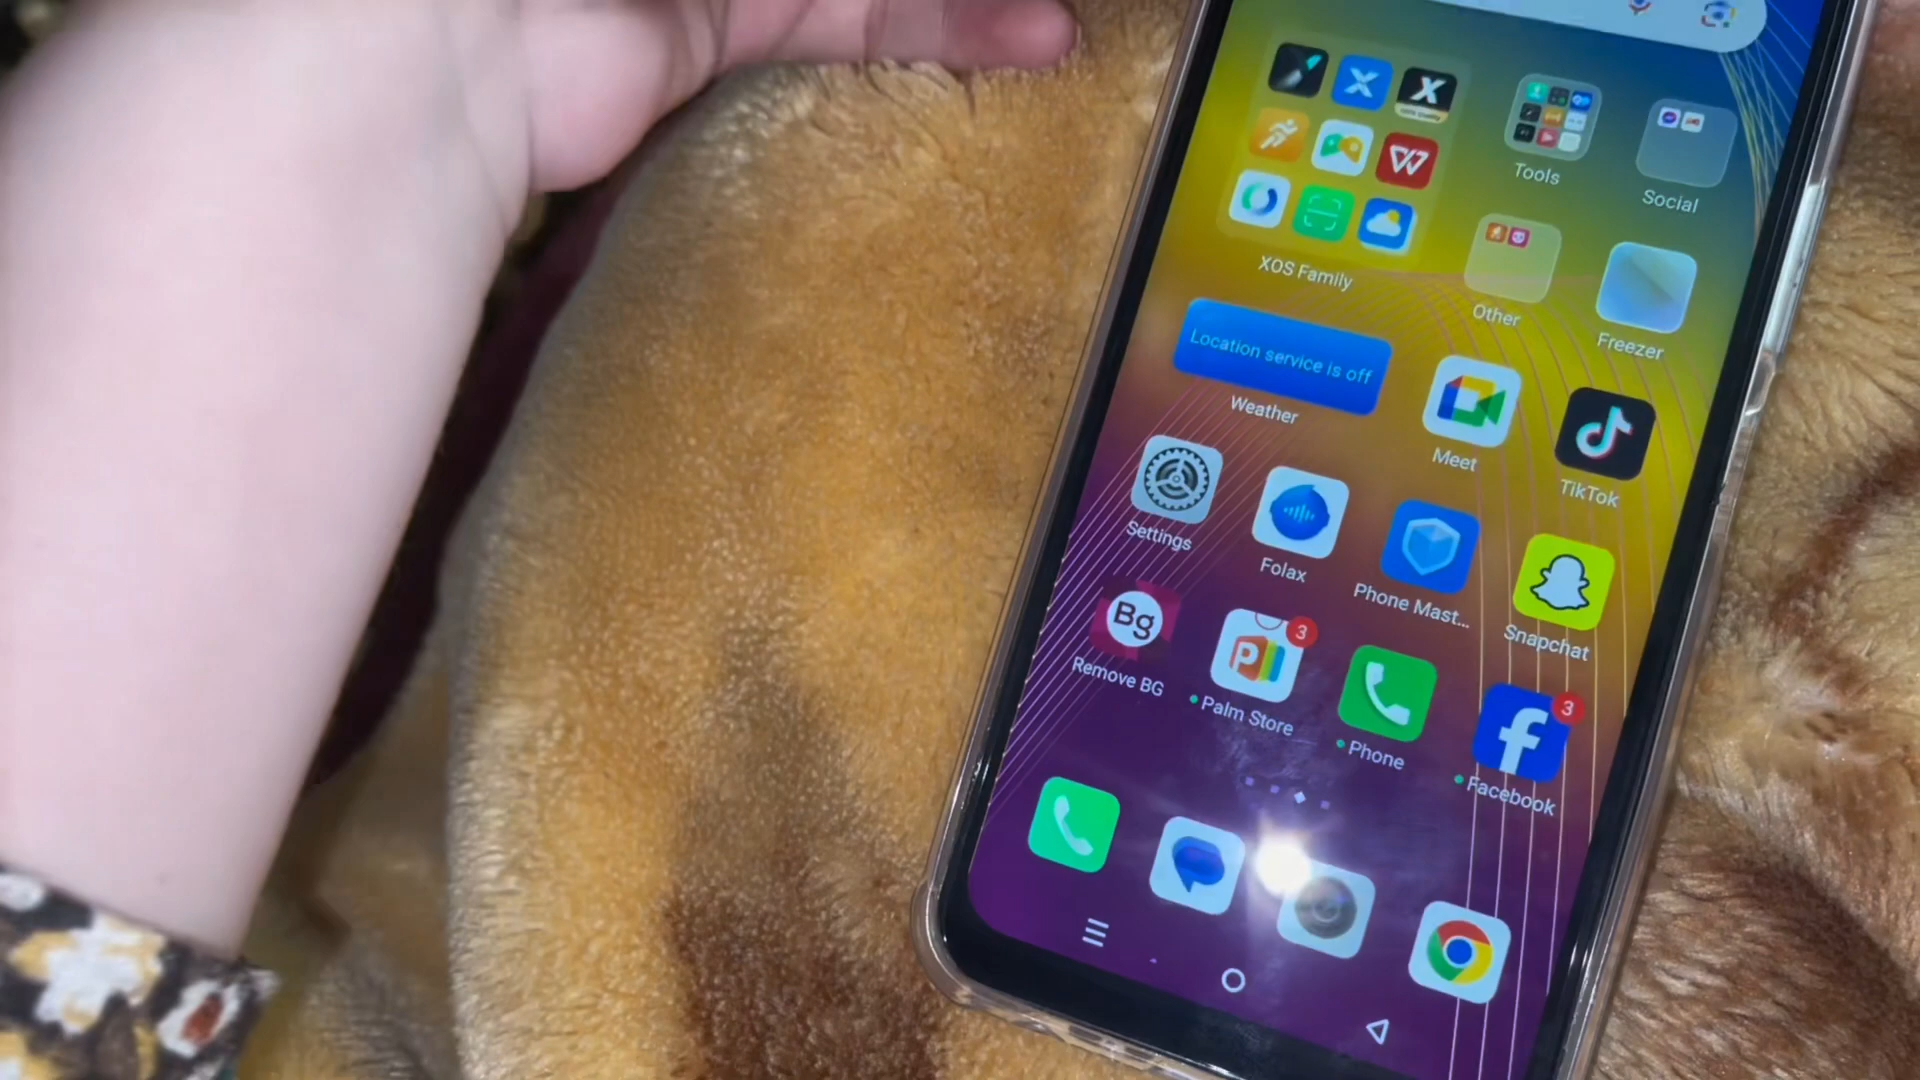 Tools
Social
XOS Family
Other
Freezer
Location service is off
Weather
Meet
TikTok
Settings
Folax
Phone Mast...
Snapchat
Bg
Remove BG
3
Palm Store
Phone
3
Facebook